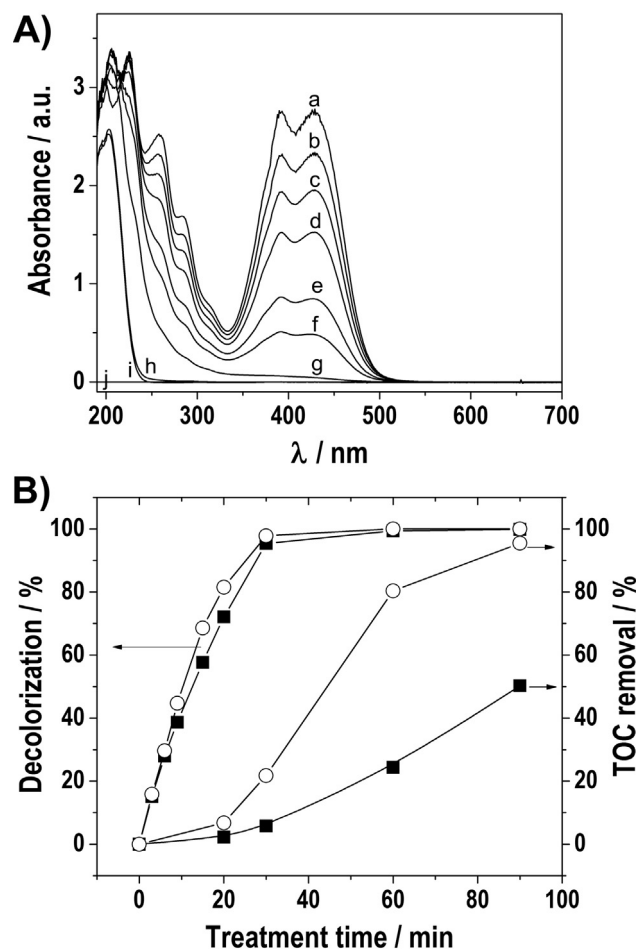 A)
Absorbance / a.u.
3
2
1
0
a
b
c
d
e
f
g
h
i
j
200 300 400 500 600 700
λ / nm
B)
Decolorization / %
100
80
60
40
20
0
TOC removal / %
100
80
60
40
20
0
0 20 40 60 80 100
Treatment time / min